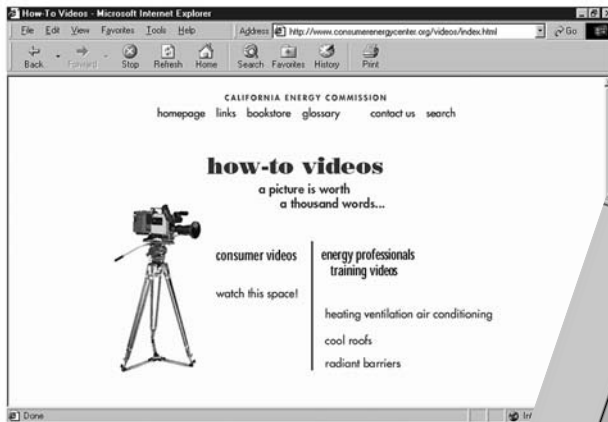 How-To Videos - Microsoft Internet Explorer
File Edit View Favorites Tools Help Address http://www.consumerenergycenter.org/videos/index.html Go
Back Forward Stop Refresh Home Search Favorites History Print
CALIFORNIA ENERGY COMMISSION
homepage links bookstore glossary contact us search
how-to videos
a picture is worth
a thousand words...
consumer videos
energy professionals
training videos
watch this space!
heating ventilation air conditioning
cool roofs
radiant barriers
Done